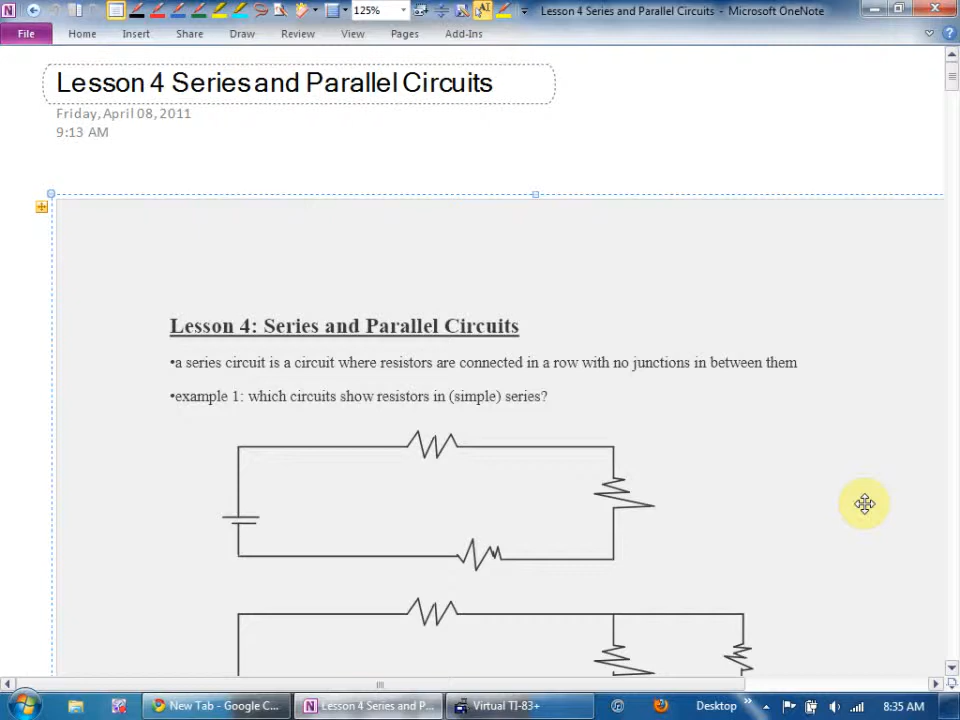 125%
Lesson 4 Series and Parallel Circuits - Microsoft OneNote
File Home Insert Share Draw Review View Pages Add-Ins
Lesson 4 Series and Parallel Circuits
Friday, April 08, 2011
9:13 AM
Lesson 4: Series and Parallel Circuits
•a series circuit is a circuit where resistors are connected in a row with no junctions in between them
•example 1: which circuits show resistors in (simple) series?
New Tab - Google C... Lesson 4 Series and P... Virtual TI-83+ Desktop 8:35 AM